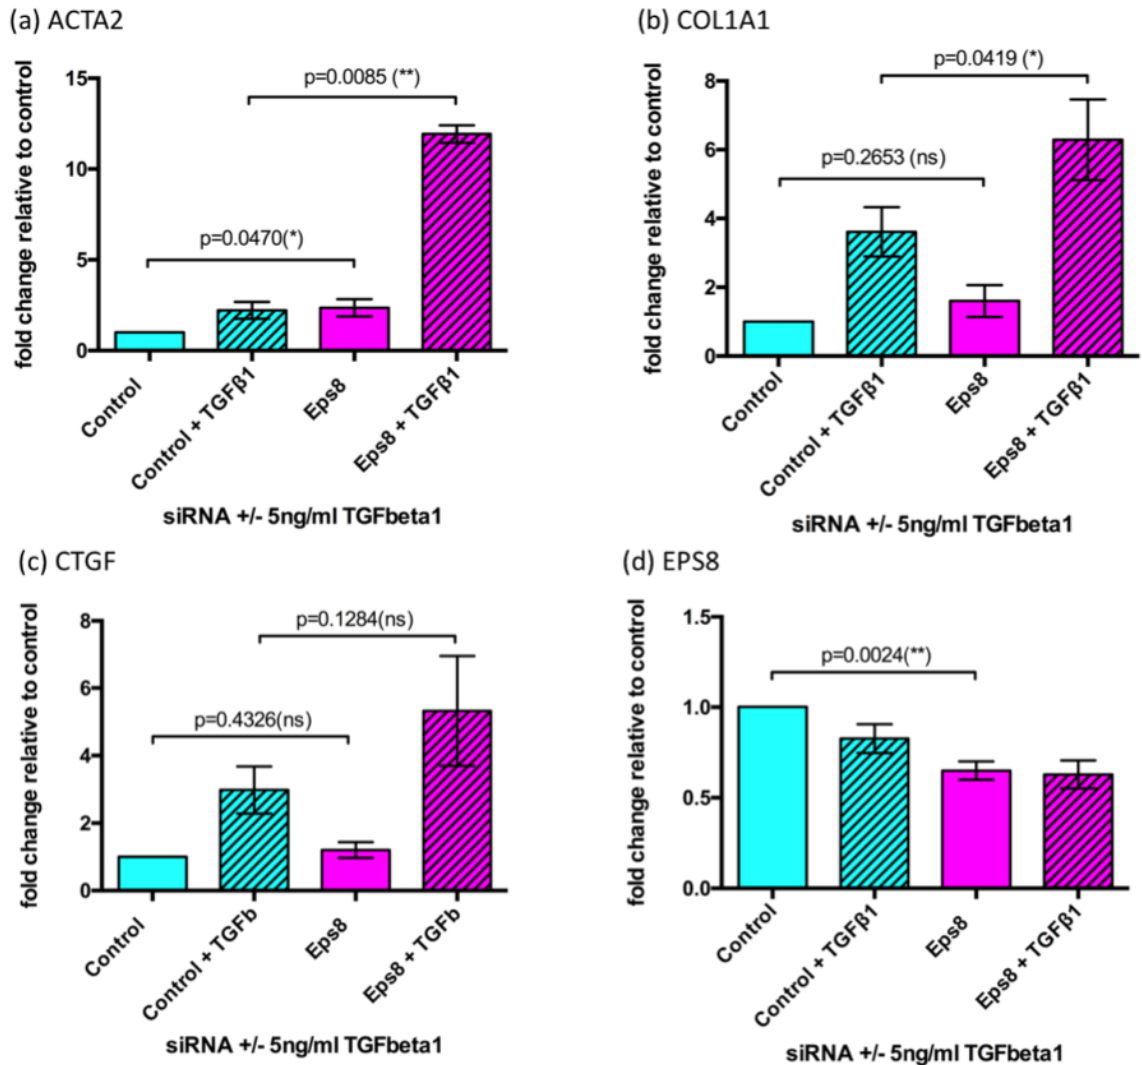 (a) ACTA2
fold change relative to control
15
10
5
0
p=0.0085 (**)
p=0.0470(*)
Control
Control + TGFβ1
Eps8
Eps8 + TGFβ1
siRNA +/- 5ng/ml TGFbeta1
(b) COL1A1
fold change relative to control
8
6
4
2
0
p=0.0419 (*)
p=0.2653 (ns)
Control
Control + TGFβ1
Eps8
Eps8 + TGFβ1
siRNA +/- 5ng/ml TGFbeta1
(c) CTGF
fold change relative to control
8
6
4
2
0
p=0.1284(ns)
p=0.4326(ns)
Control
Control + TGFb
Eps8
Eps8 + TGFb
siRNA +/- 5ng/ml TGFbeta1
(d) EPS8
fold change relative to control
1.5
1.0
0.5
0.0
p=0.0024(**)
Control
Control + TGFβ1
Eps8
Eps8 + TGFβ1
siRNA +/- 5ng/ml TGFbeta1